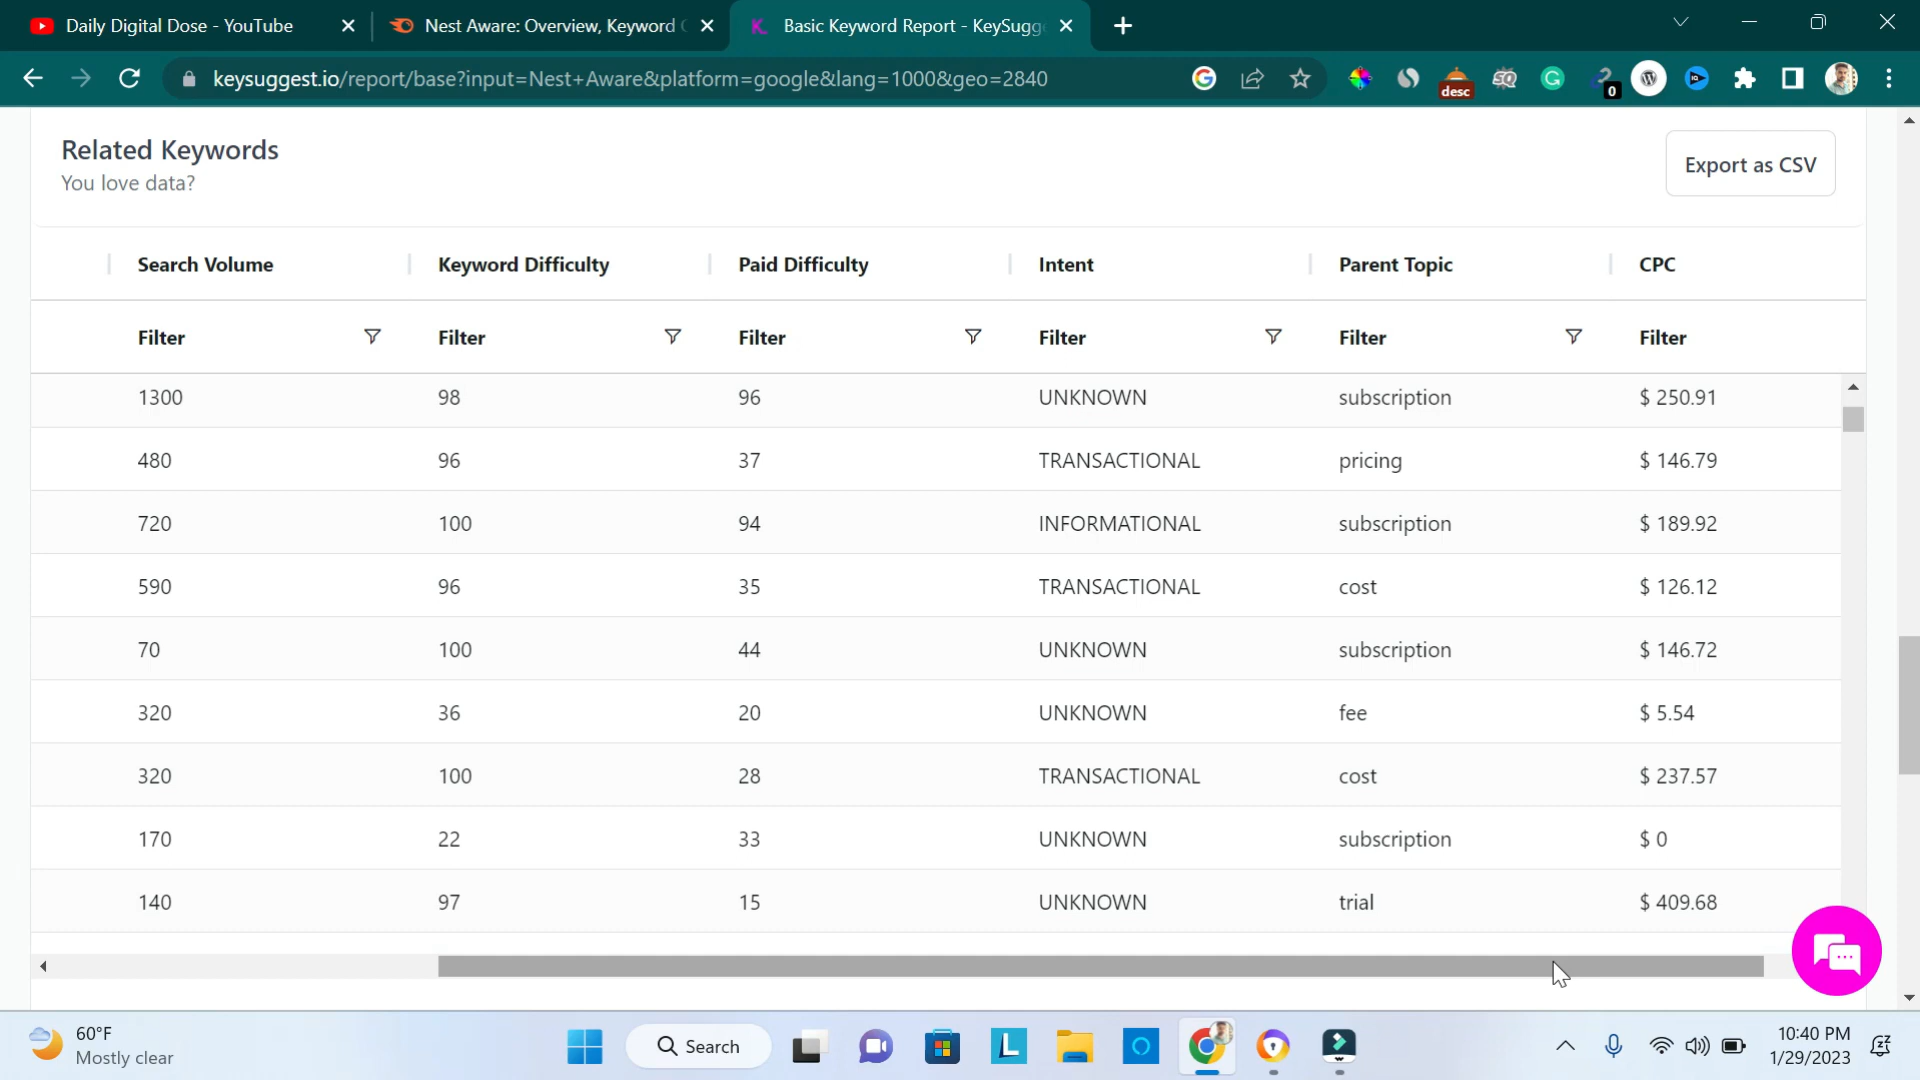 Daily Digital Dose - YouTube
Nest Aware: Overview, Keyword
Basic Keyword Report - KeySugg
keysuggest.io/report/base?input=Nest+Aware&platform=google&lang=1000&geo=2840
desc
0
Related Keywords
You love data?
Export as CSV
Search Volume Keyword Difficulty Paid Difficulty Intent Parent Topic CPC
Filter Filter Filter Filter Filter Filter
1300 98 96 UNKNOWN subscription $ 250.91
480 96 37 TRANSACTIONAL pricing $ 146.79
720 100 94 INFORMATIONAL subscription $ 189.92
590 96 35 TRANSACTIONAL cost $ 126.12
70 100 44 UNKNOWN subscription $ 146.72
320 36 20 UNKNOWN fee $ 5.54
320 100 28 TRANSACTIONAL cost $ 237.57
170 22 33 UNKNOWN subscription $ 0
140 97 15 UNKNOWN trial $ 409.68
60°F
Mostly clear
Search
10:40 PM
1/29/2023